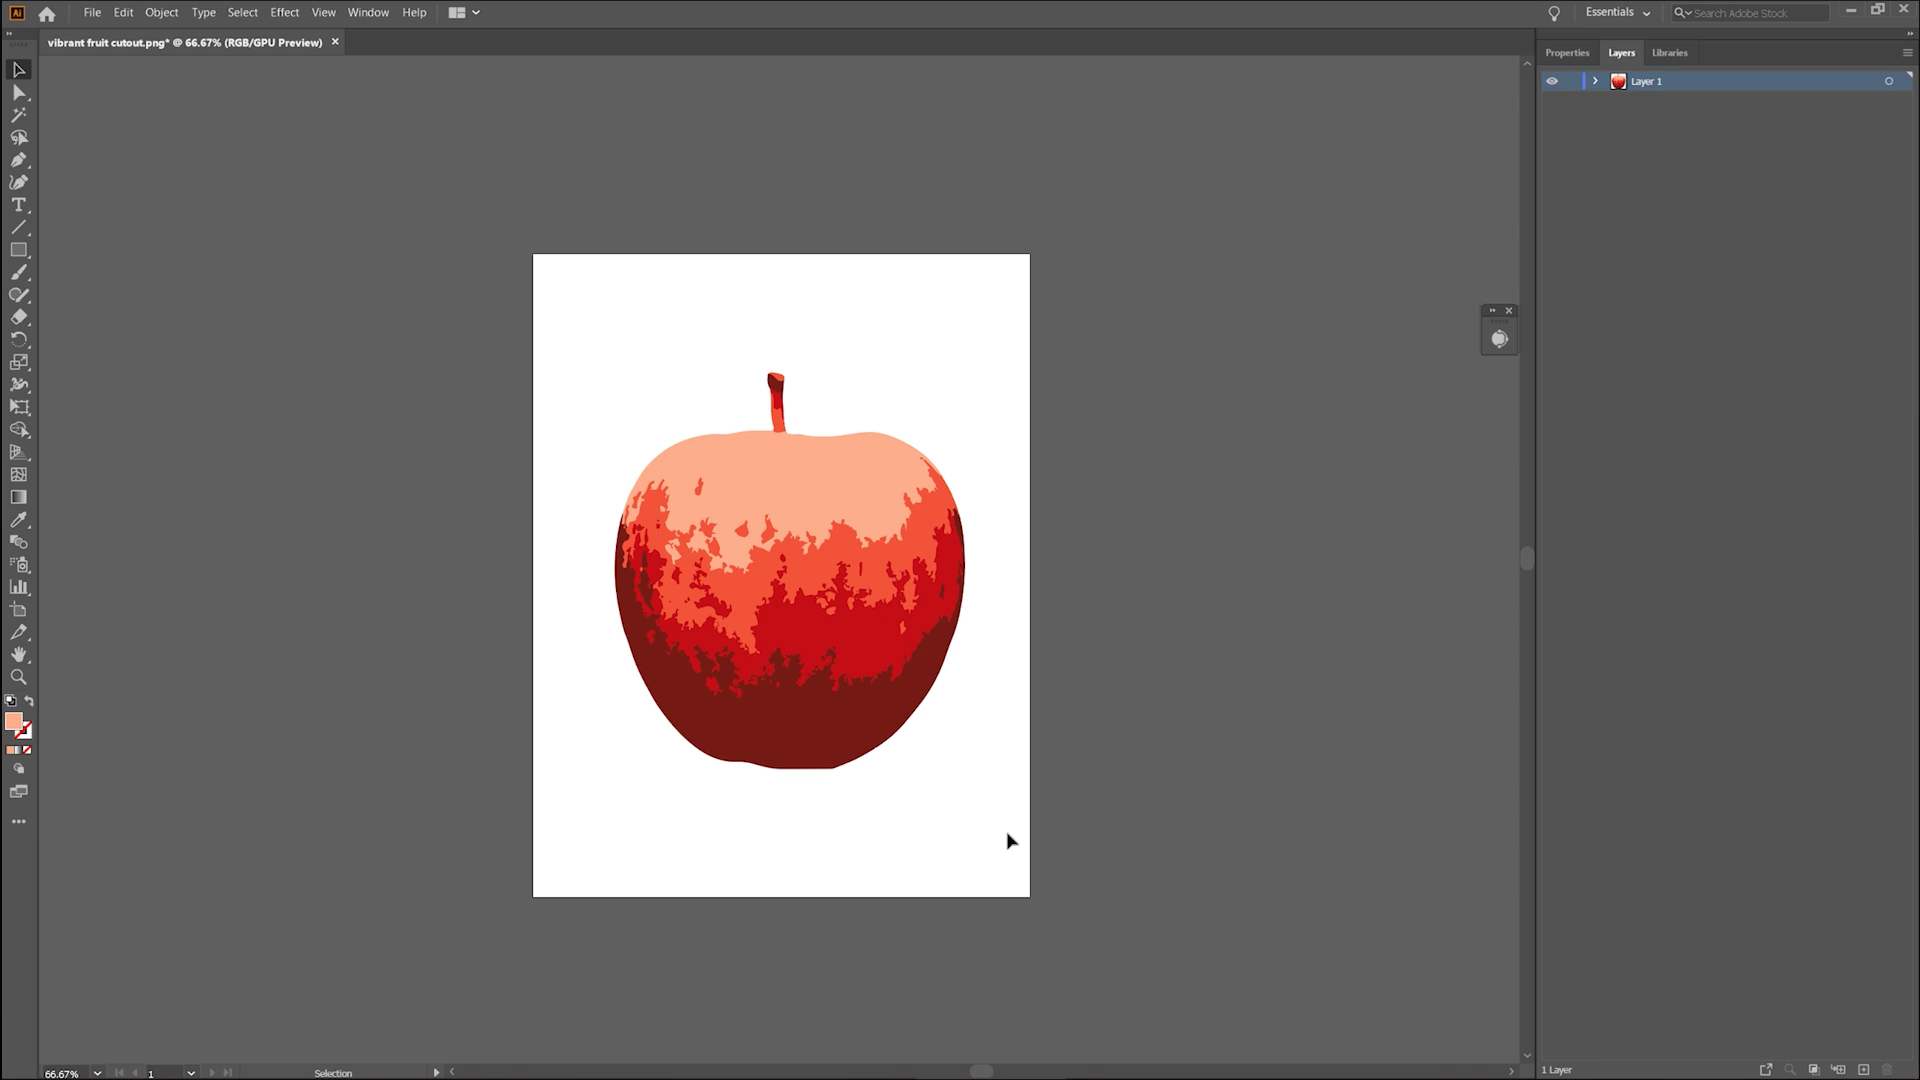 Ai File Edit Object Type Select Effect View Window Help Essentials Search Adobe Stock
vibrant fruit cutout.png* @ 66.67% (RGB/GPU Preview)
Properties Layers Libraries
Layer 1
66.67% 1 Selection
1 Layer